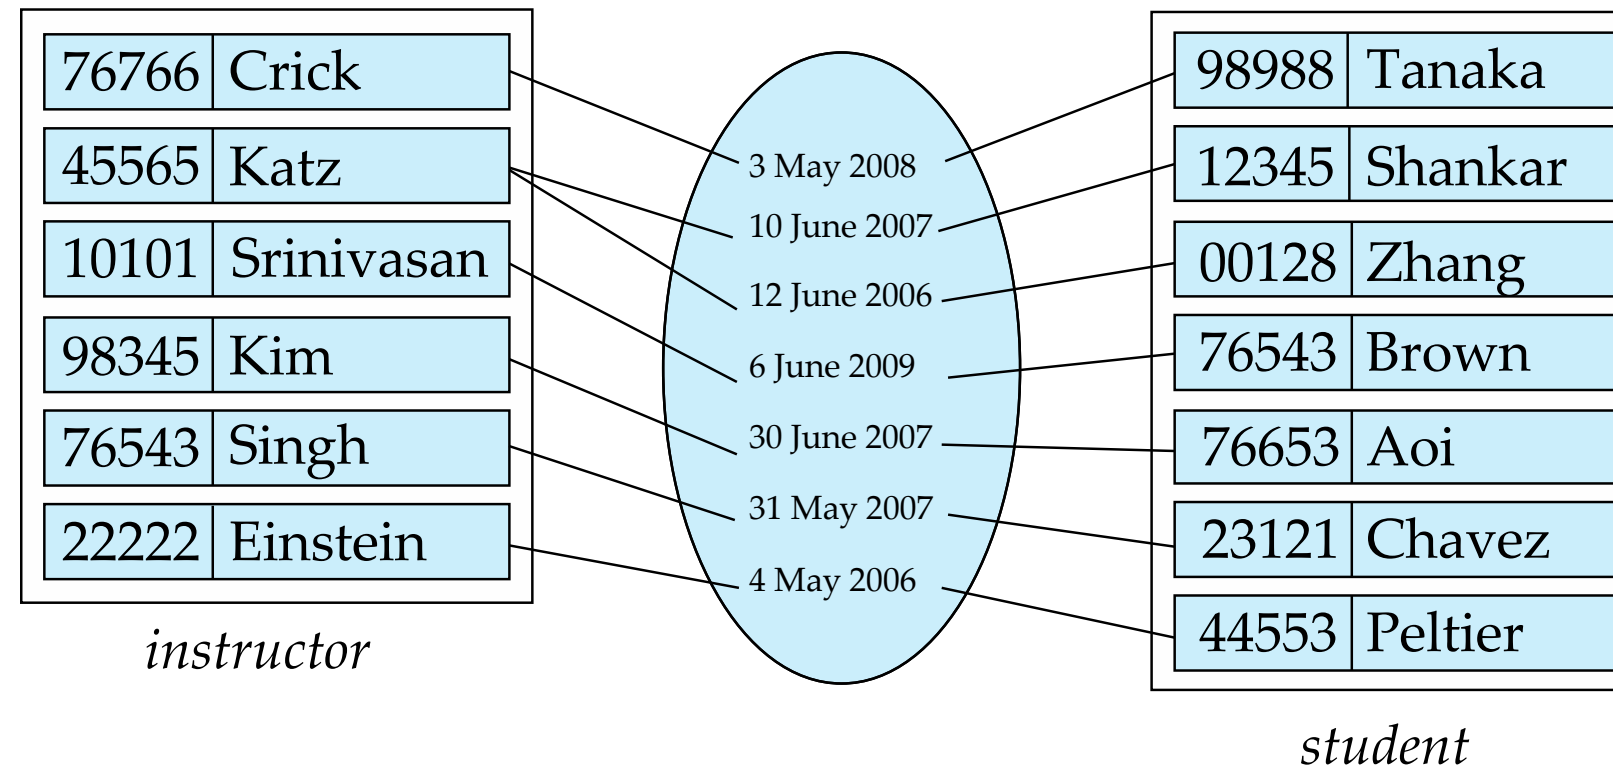 76766 Crick
45565 Katz
10101 Srinivasan
98345 Kim
76543 Singh
22222 Einstein
instructor
3 May 2008
10 June 2007
12 June 2006
6 June 2009
30 June 2007
31 May 2007
4 May 2006
98988 Tanaka
12345 Shankar
00128 Zhang
76543 Brown
76653 Aoi
23121 Chavez
44553 Peltier
student